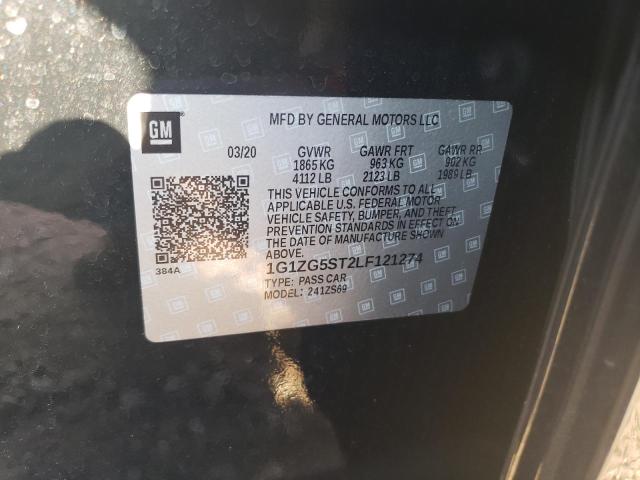 GM
MFD BY GENERAL MOTORS LLC
03/20 GVWR GAWR FRT GAWR RR
1865 KG 963 KG 902 KG
4112 LB 2123 LB 1989 LB
THIS VEHICLE CONFORMS TO ALL
APPLICABLE U.S. FEDERAL MOTOR
VEHICLE SAFETY, BUMPER, AND THEFT
PREVENTION STANDARDS IN EFFECT ON
THE DATE OF MANUFACTURE SHOWN
ABOVE.
384A
1G1ZG5ST2LF121274
TYPE: PASS CAR
MODEL: 241ZS69